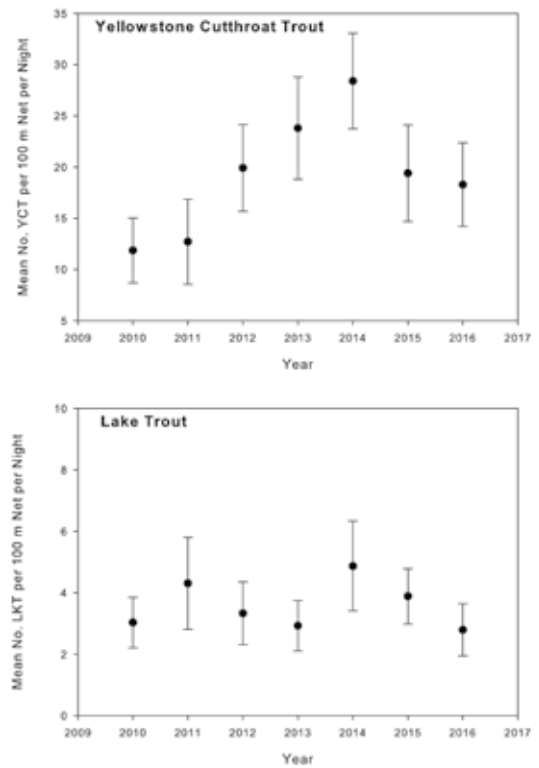 Yellowstone Cutthroat Trout
Mean No. YCT per 100 m Net per Night
35
30
25
20
15
10
5
2009 2010 2011 2012 2013 2014 2015 2016 2017
Year
Lake Trout
Mean No. LKT per 100 m Net per Night
10
8
6
4
2
0
2009 2010 2011 2012 2013 2014 2015 2016 2017
Year